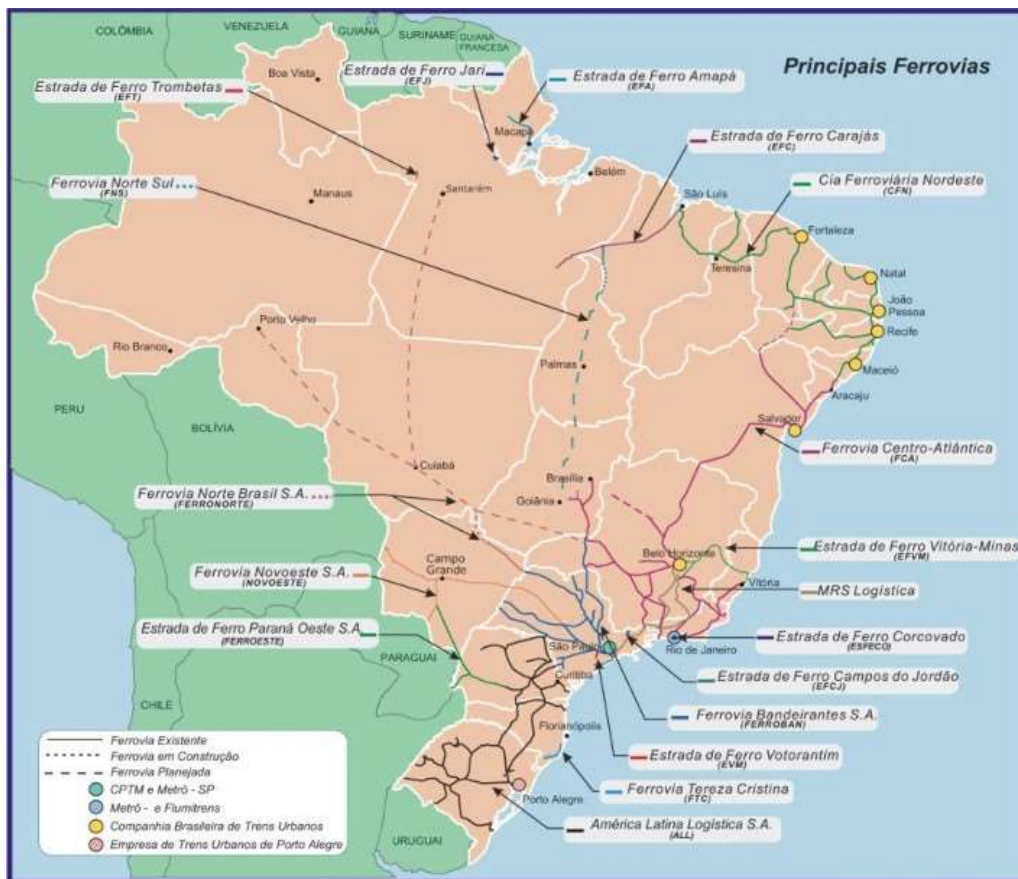 COLÔMBIA
VENEZUELA
GUIANA
SURINAME
GUIANA
FRANCESA
Principais Ferrovias
Boa Vista
Estrada de Ferro Jari
(EFJ)
Estrada de Ferro Amapá
(EFA)
Estrada de Ferro Trombetas
(EFT)
Macapá
Estrada de Ferro Carajás
(EFC)
Belém
Ferrovia Norte Sul
(FNS)
Manaus
Santarém
São Luís
Cia Ferroviária Nordeste
(CFN)
Fortaleza
Teresina
Natal
João
Pessoa
Porto Velho
Recife
Rio Branco
Palmas
Maceió
Aracaju
PERU
BOLÍVIA
Salvador
Ferrovia Centro-Atlântica
(FCA)
Cuiabá
Brasília
Ferrovia Norte Brasil S.A.
(FERRONORTE)
Goiânia
Belo Horizonte
Estrada de Ferro Vitória-Minas
(EFVM)
Campo
Grande
Ferrovia Novoeste S.A.
(NOVOESTE)
Vitória
MRS Logística
Estrada de Ferro Paraná Oeste S.A.
(FERROESTE)
São Paulo
Rio de Janeiro
Estrada de Ferro Corcovado
(ESFECO)
PARAGUAI
Curitiba
Estrada de Ferro Campos do Jordão
(EFCJ)
CHILE
Ferrovia Bandeirantes S.A.
(FERROBAN)
Florianópolis
Estrada de Ferro Votorantim
(EVM)
Ferrovia Tereza Cristina
(FTC)
Porto Alegre
América Latina Logística S.A.
(ALL)
URUGUAI
Ferrovia Existente
Ferrovia em Construção
Ferrovia Planejada
CPTM e Metrô - SP
Metrô - e Flumitrens
Companhia Brasileira de Trens Urbanos
Empresa de Trens Urbanos de Porto Alegre